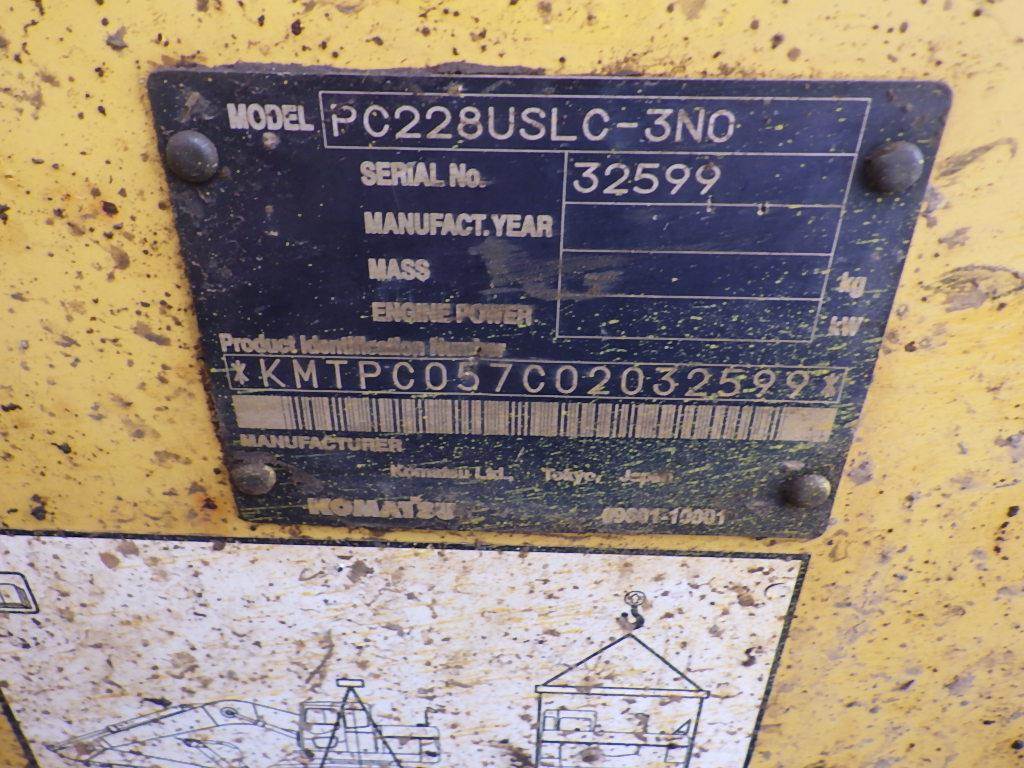 MODEL PC228USLC-3NO
SERIAL No. 32599
MANUFACT. YEAR
MASS kg
ENGINE POWER kW
Product Identification Number
*KMTPC057C02032599*
MANUFACTURER
Komatsu Ltd., Tokyo, Japan
KOMATSU 09601-10001